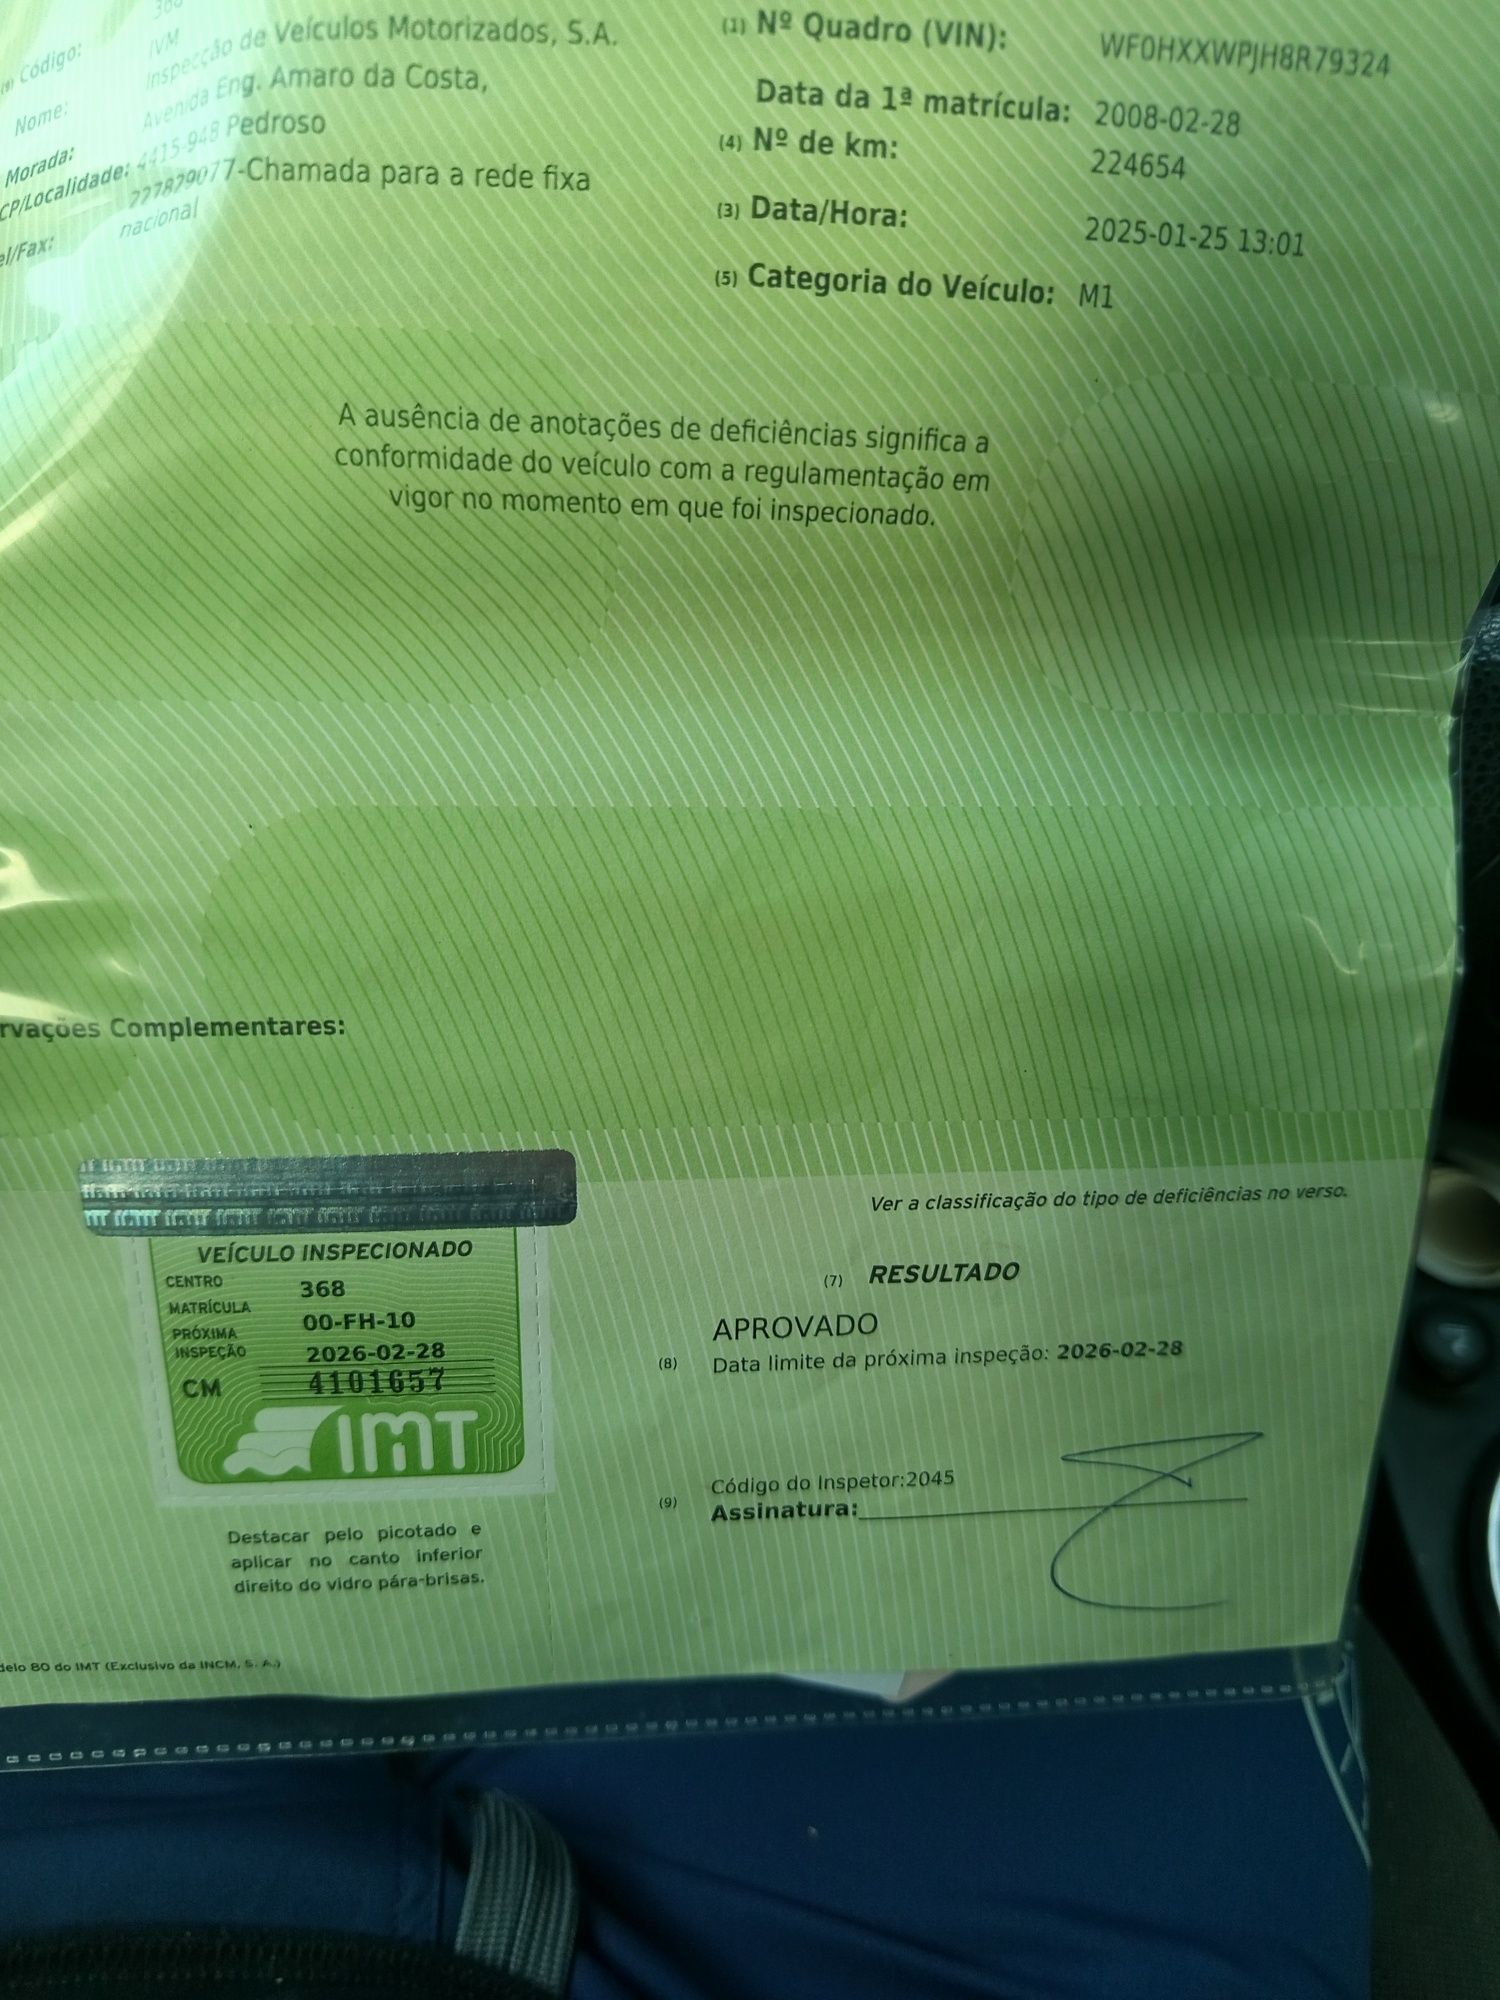 (9) Código:
Nome: IVM
Inspecção de Veículos Motorizados, S.A.
Morada: Avenida Eng. Amaro da Costa,
CP/Localidade: 4415-948 Pedroso
el/Fax: 227829077-Chamada para a rede fixa
nacional
(1) Nº Quadro (VIN): WF0HXXWPJH8R79324
Data da 1ª matrícula: 2008-02-28
(4) Nº de km: 224654
(3) Data/Hora: 2025-01-25 13:01
(5) Categoria do Veículo: M1
A ausência de anotações de deficiências significa a
conformidade do veículo com a regulamentação em
vigor no momento em que foi inspecionado.
rvações Complementares:
VEÍCULO INSPECIONADO
CENTRO 368
MATRÍCULA 00-FH-10
PRÓXIMA
INSPEÇÃO 2026-02-28
CM 4101657
IMT
Destacar pelo picotado e
aplicar no canto inferior
direito do vidro pára-brisas.
Ver a classificação do tipo de deficiências no verso.
(7) RESULTADO
APROVADO
(8) Data limite da próxima inspeção: 2026-02-28
Código do Inspetor:2045
(9) Assinatura:
delo 80 do IMT (Exclusivo da INCM, S. A.)